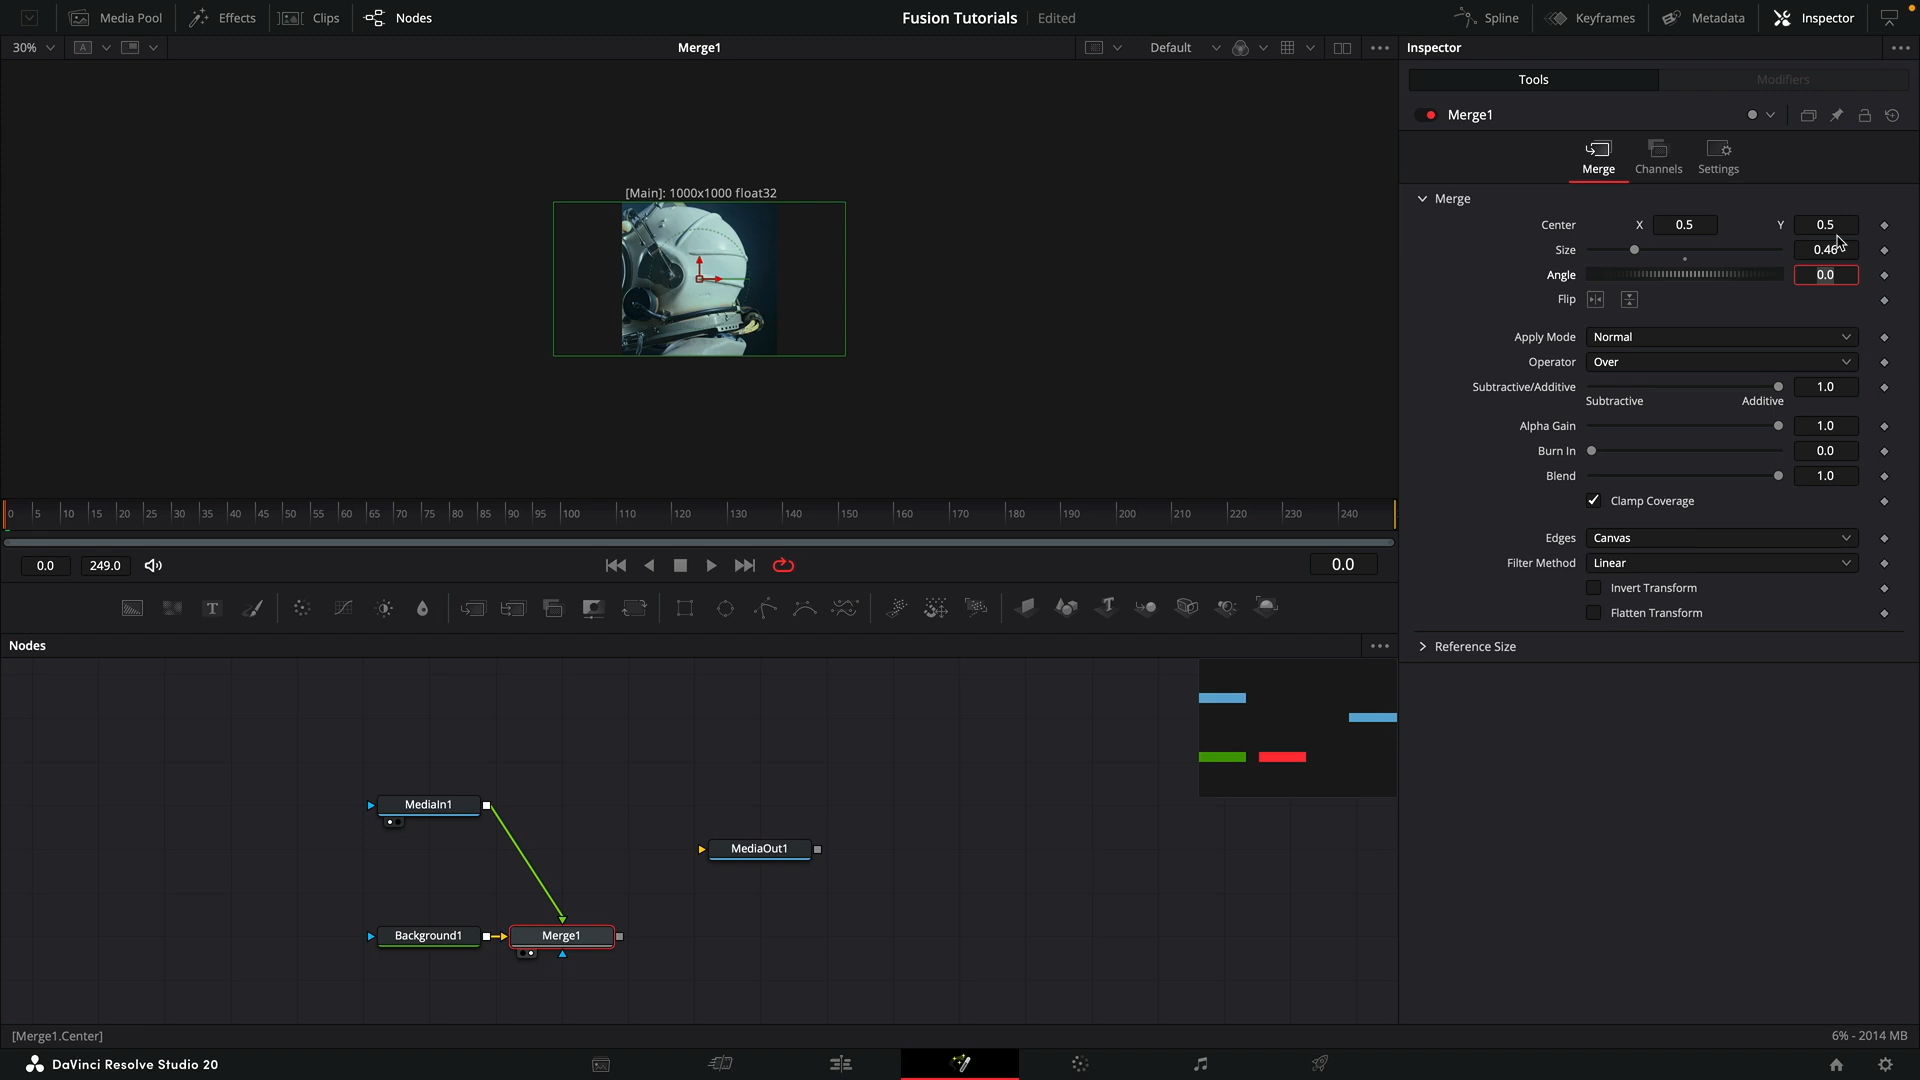 Media Pool Effects Clips Nodes Fusion Tutorials Edited Spline Keyframes Metadata Inspector
30% A Merge1 Default Inspector
Tools Modifiers
Merge1
Merge Channels Settings
Merge
Center X 0.5 Y 0.5
Size 0.46
Angle 0.0
Flip
Apply Mode Normal
Operator Over
Subtractive/Additive 1.0
Subtractive Additive
Alpha Gain 1.0
Burn In 0.0
Blend 1.0
Clamp Coverage
Edges Canvas
Filter Method Linear
Invert Transform
Flatten Transform
Reference Size
[Main]: 1000x1000 float32
0 5 10 15 20 25 30 35 40 45 50 55 60 65 70 75 80 85 90 95 100 110 120 130 140 150 160 170 180 190 200 210 220 230 240
0.0 249.0 0.0
T T
Nodes
MediaIn1
MediaOut1
Background1 Merge1
[Merge1.Center] 6% - 2014 MB
DaVinci Resolve Studio 20